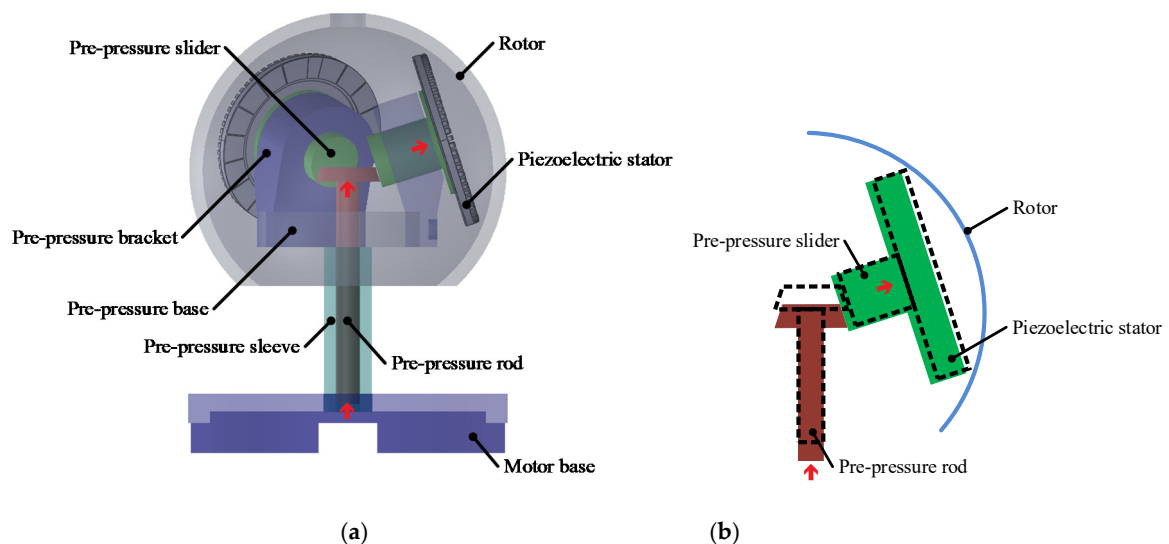 Pre-pressure slider
Rotor
Piezoelectric stator
Pre-pressure bracket
Pre-pressure base
Pre-pressure sleeve
Pre-pressure rod
Motor base
(a)
Rotor
Pre-pressure slider
Piezoelectric stator
Pre-pressure rod
(b)